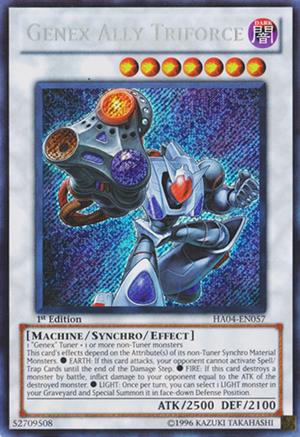 GENEX ALLY TRIFORCE
DARK
闇
1st Edition
HA04-EN057
[MACHINE/SYNCHRO/EFFECT]
1 "Genex" Tuner + 1 or more non-Tuner monsters
This card's effects depend on the Attribute(s) of its non-Tuner Synchro Material
Monsters. ● EARTH: If this card attacks, your opponent cannot activate Spell/
Trap Cards until the end of the Damage Step. ● FIRE: If this card destroys a
monster by battle, inflict damage to your opponent equal to the ATK of the
destroyed monster. ● LIGHT: Once per turn, you can select 1 LIGHT monster in
your Graveyard and Special Summon it in face-down Defense Position.
ATK/2500 DEF/2100
52709508
©1996 KAZUKI TAKAHASHI